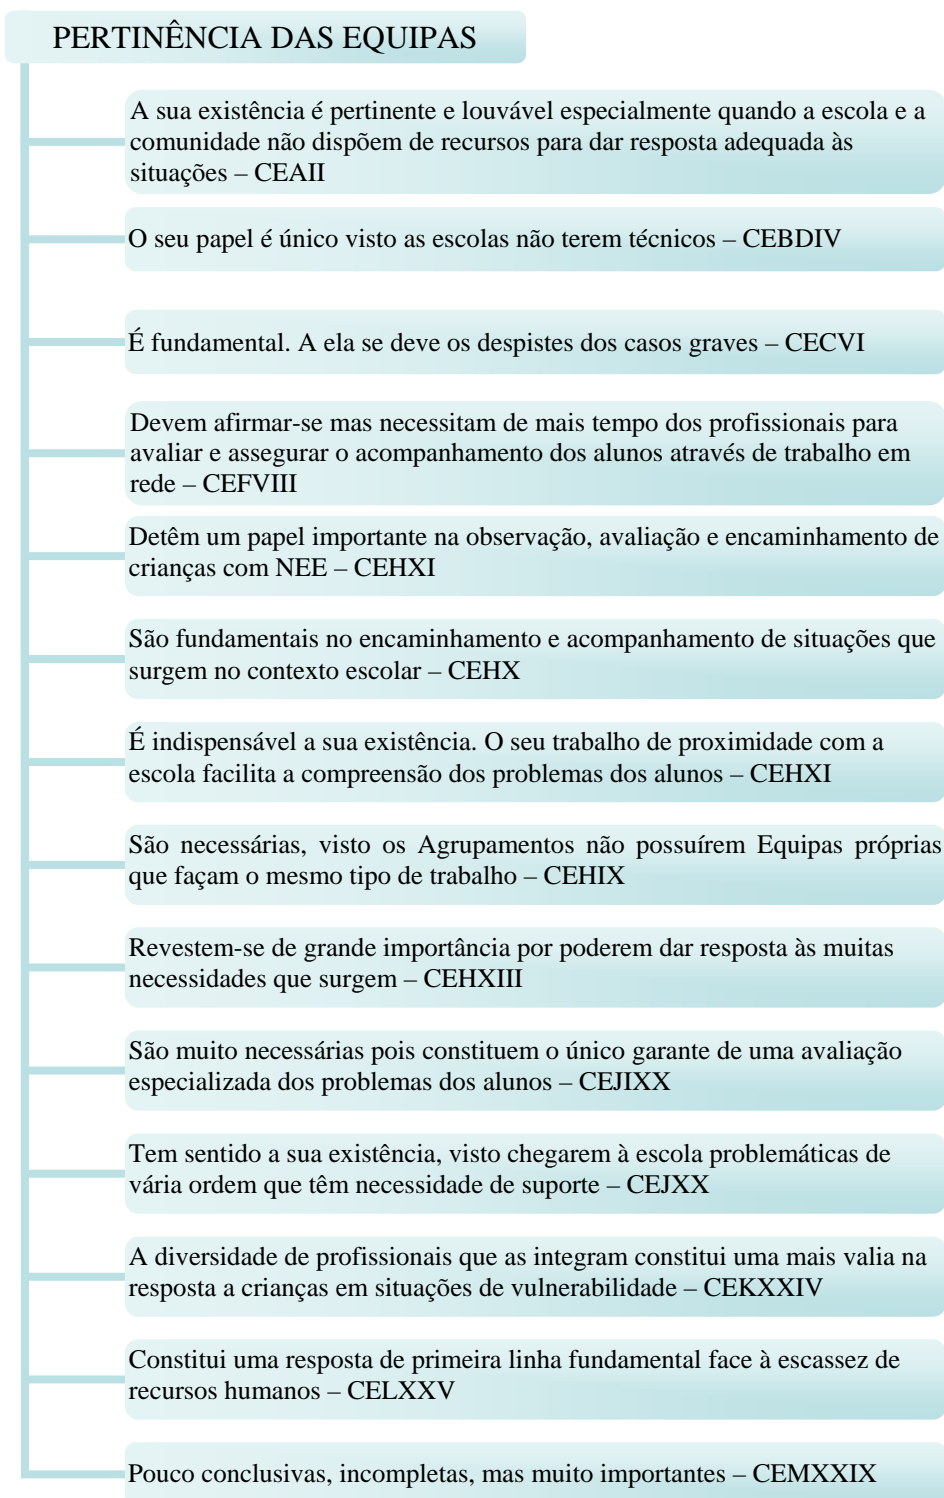 PERTINÊNCIA DAS EQUIPAS
A sua existência é pertinente e louvável especialmente quando a escola e a
comunidade não dispõem de recursos para dar resposta adequada às
situações – CEAII
O seu papel é único visto as escolas não terem técnicos – CEBDIV
É fundamental. A ela se deve os despistes dos casos graves – CECVI
Devem afirmar-se mas necessitam de mais tempo dos profissionais para
avaliar e assegurar o acompanhamento dos alunos através de trabalho em
rede – CEFVIII
Detêm um papel importante na observação, avaliação e encaminhamento de
crianças com NEE – CEHXI
São fundamentais no encaminhamento e acompanhamento de situações que
surgem no contexto escolar – CEHX
É indispensável a sua existência. O seu trabalho de proximidade com a
escola facilita a compreensão dos problemas dos alunos – CEHXI
São necessárias, visto os Agrupamentos não possuírem Equipas próprias
que façam o mesmo tipo de trabalho – CEHIX
Revestem-se de grande importância por poderem dar resposta às muitas
necessidades que surgem – CEHXIII
São muito necessárias pois constituem o único garante de uma avaliação
especializada dos problemas dos alunos – CEJIXX
Tem sentido a sua existência, visto chegarem à escola problemáticas de
vária ordem que têm necessidade de suporte – CEJXX
A diversidade de profissionais que as integram constitui uma mais valia na
resposta a crianças em situações de vulnerabilidade – CEKXXIV
Constitui uma resposta de primeira linha fundamental face à escassez de
recursos humanos – CELXXV
Pouco conclusivas, incompletas, mas muito importantes – CEMXXIX